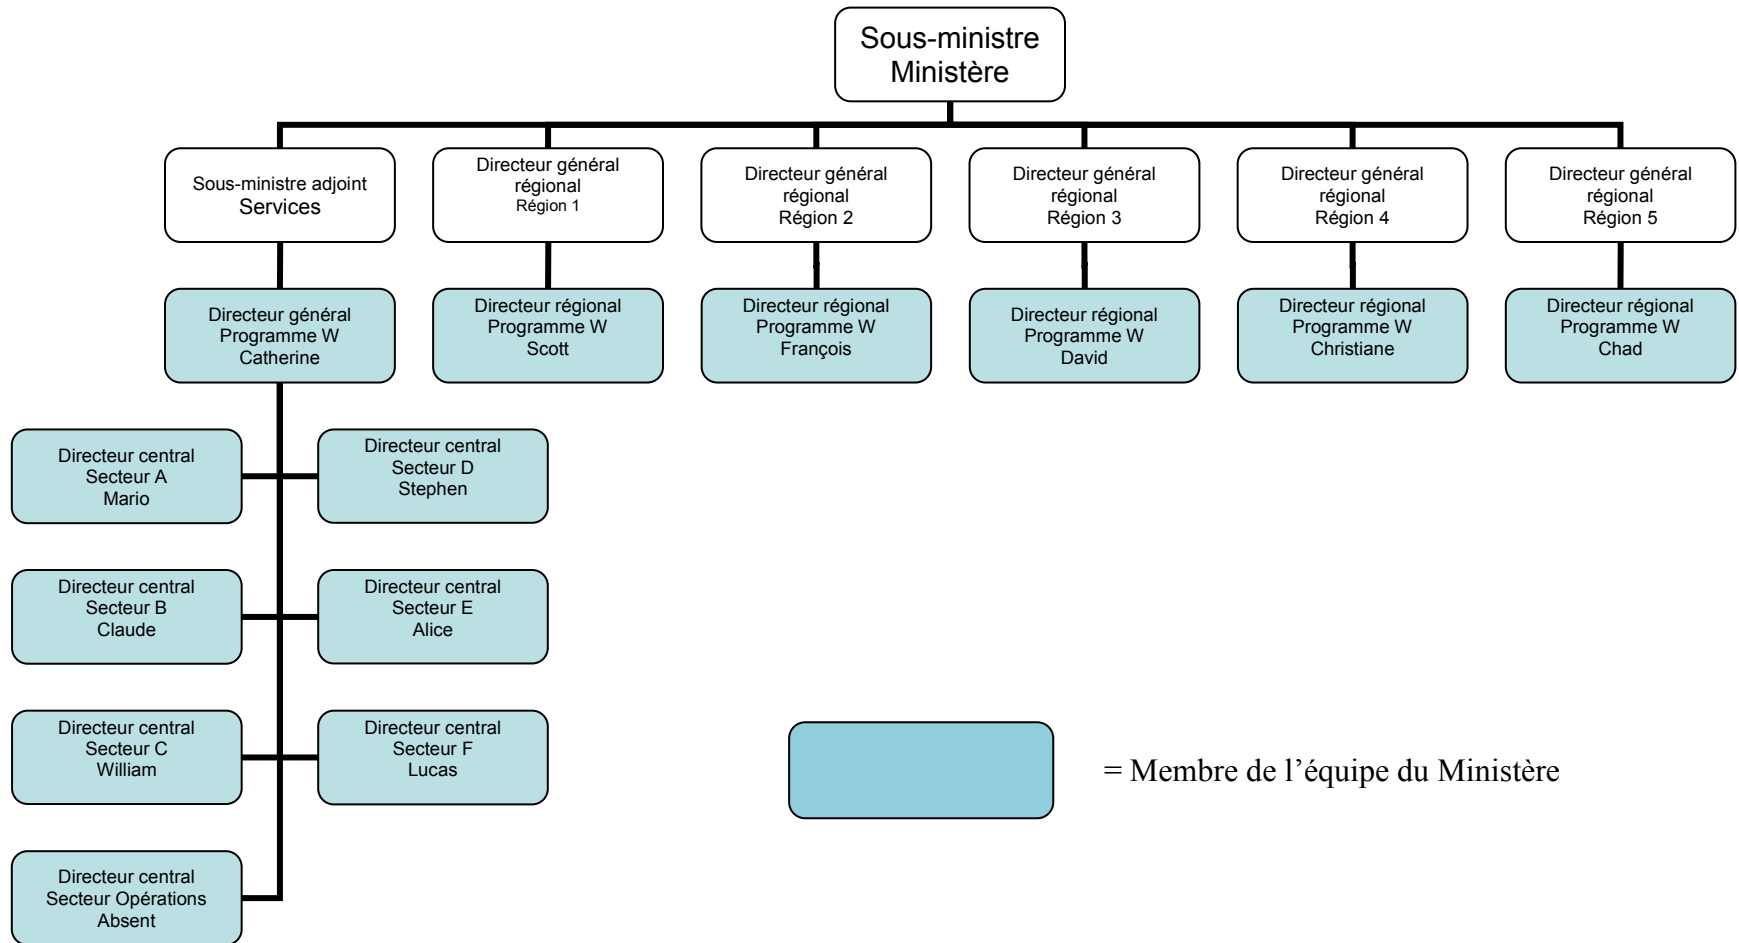 Sous-ministre
Ministère
Sous-ministre adjoint
Services
Directeur général
régional
Région 1
Directeur général
régional
Région 2
Directeur général
régional
Région 3
Directeur général
régional
Région 4
Directeur général
régional
Région 5
Directeur général
Programme W
Catherine
Directeur régional
Programme W
Scott
Directeur régional
Programme W
François
Directeur régional
Programme W
David
Directeur régional
Programme W
Christiane
Directeur régional
Programme W
Chad
Directeur central
Secteur A
Mario
Directeur central
Secteur D
Stephen
Directeur central
Secteur B
Claude
Directeur central
Secteur E
Alice
Directeur central
Secteur C
William
Directeur central
Secteur F
Lucas
= Membre de l’équipe du Ministère
Directeur central
Secteur Opérations
Absent